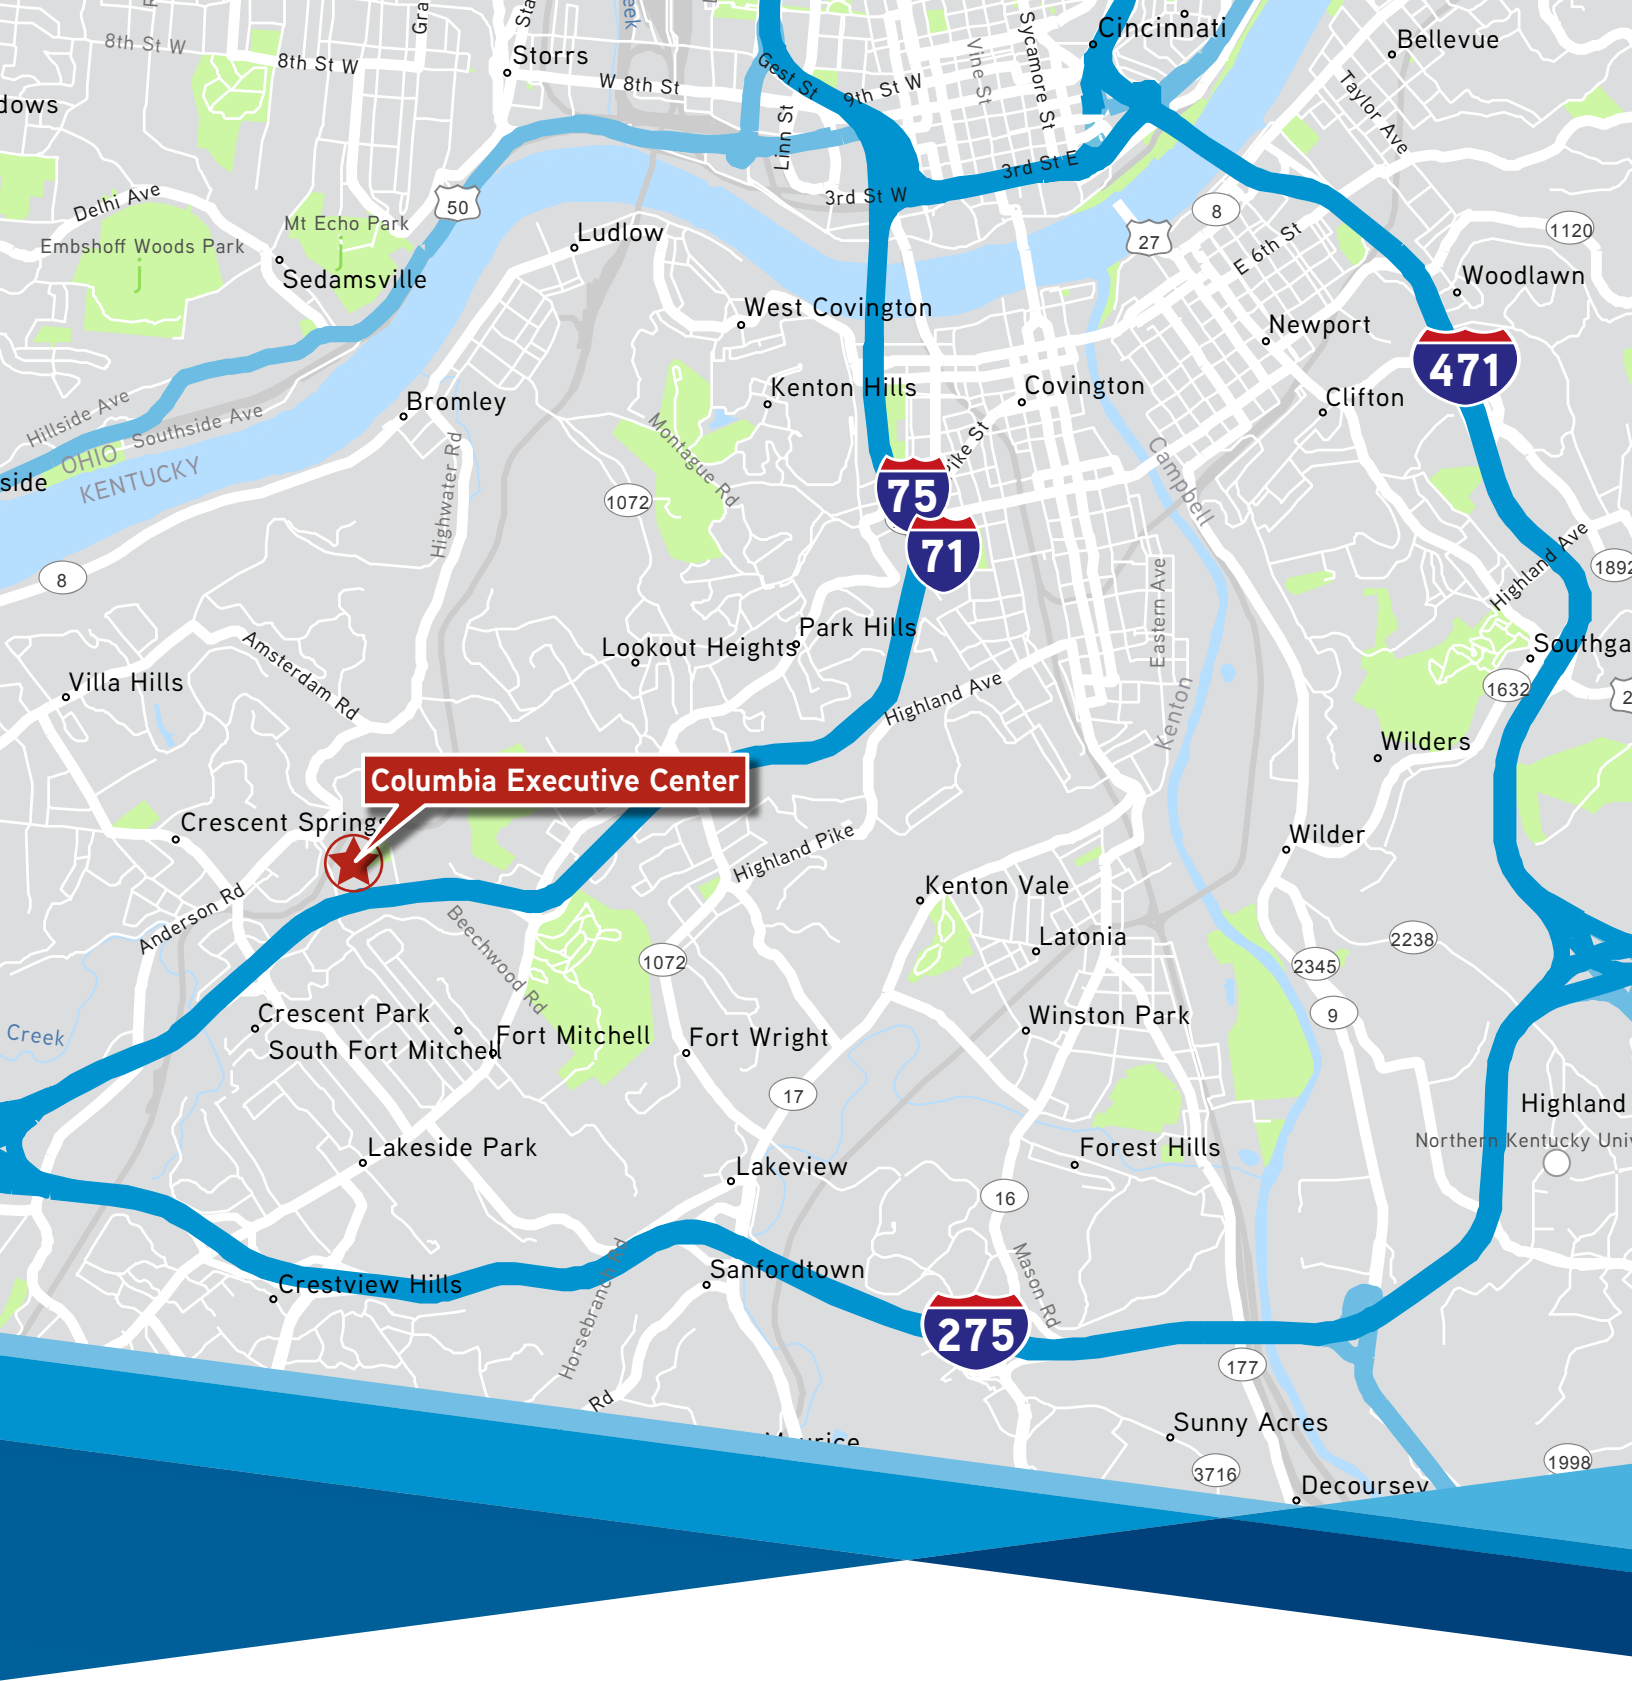 8th St W
8th St W
Storrs
W 8th St
Gest St
9th St W
Vine St
Sycamore St
Cincinnati
Bellevue
Taylor Ave
Linn St
3rd St E
3rd St W
Delhi Ave
50
Mt Echo Park
Embshoff Woods Park
j
j
Sedamsville
Ludlow
27
8
E 6th St
1120
Woodlawn
West Covington
Newport
471
Kenton Hills
Covington
Clifton
Bromley
Hillside Ave
Southside Ave
OHIO
KENTUCKY
side
Highwater Rd
1072
Montague Rd
75
71
Campbell
Highland Ave
1892
8
Eastern Ave
Amsterdam Rd
Villa Hills
Lookout Heights
Park Hills
Highland Ave
Kenton
Southga
1632
2
Wilders
Columbia Executive Center
Crescent Springs
Highland Pike
Wilder
Kenton Vale
Anderson Rd
Beechwood Rd
1072
Latonia
2238
2345
9
Creek
Crescent Park
South Fort Mitchell
Fort Mitchell
Fort Wright
Winston Park
17
Highland
Northern Kentucky Univ
Lakeside Park
Lakeview
Forest Hills
16
Mason Rd
Crestview Hills
Horsebranch Rd
Sanfordtown
275
177
Rd
Sunny Acres
3716
1998
Decoursey